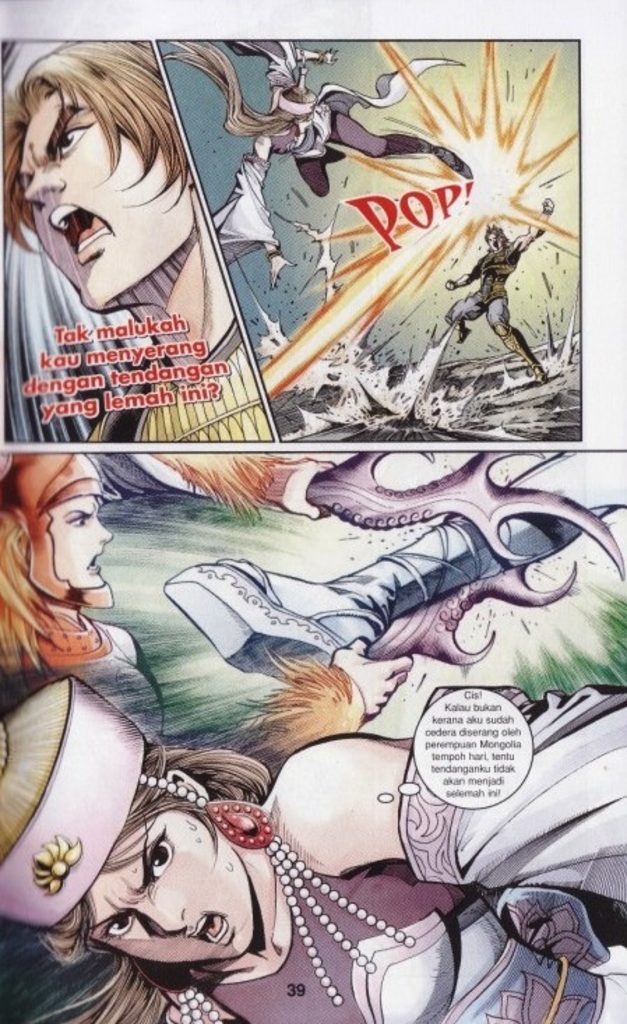 Tak malukah
kau menyerang
dengan tendangan
yang lemah ini?
POP!
Cis!
Kalau bukan
kerana aku sudah
cedera diserang oleh
perempuan Mongolia
tempoh hari, tentu
tendanganku tidak
akan menjadi
selemah ini!
39